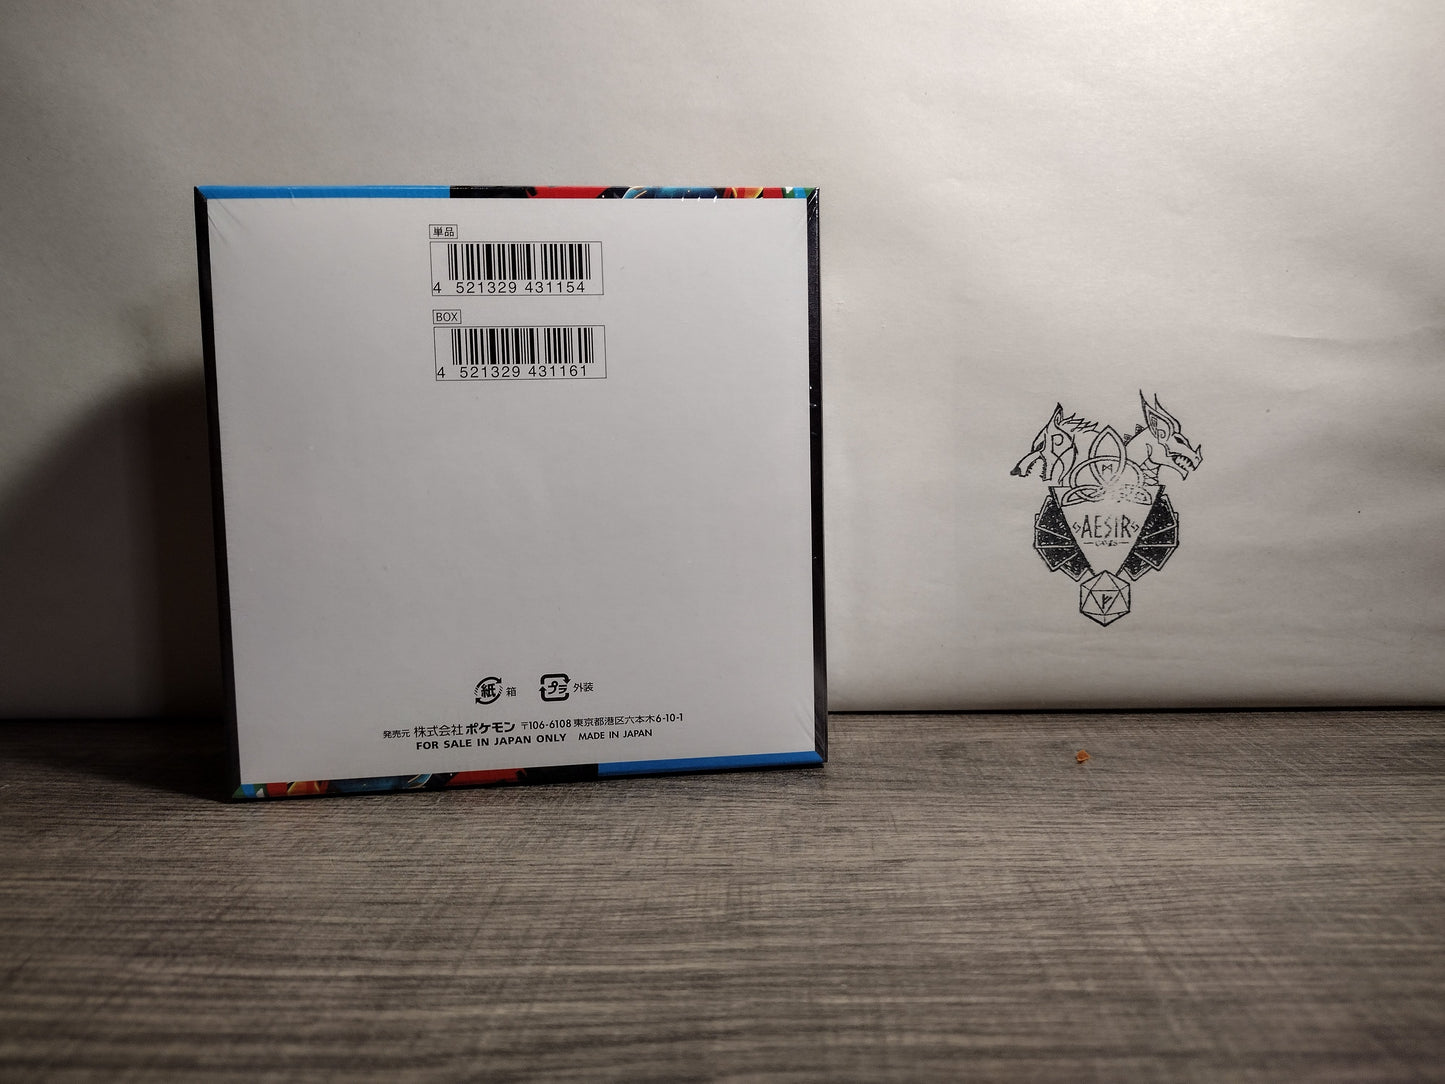 単品
4 521329 431154
BOX
4 521329 431161
紙 箱
プラ 外装
発売元 株式会社ポケモン 〒106-6108 東京都港区六本木6-10-1
FOR SALE IN JAPAN ONLY MADE IN JAPAN
AESIR